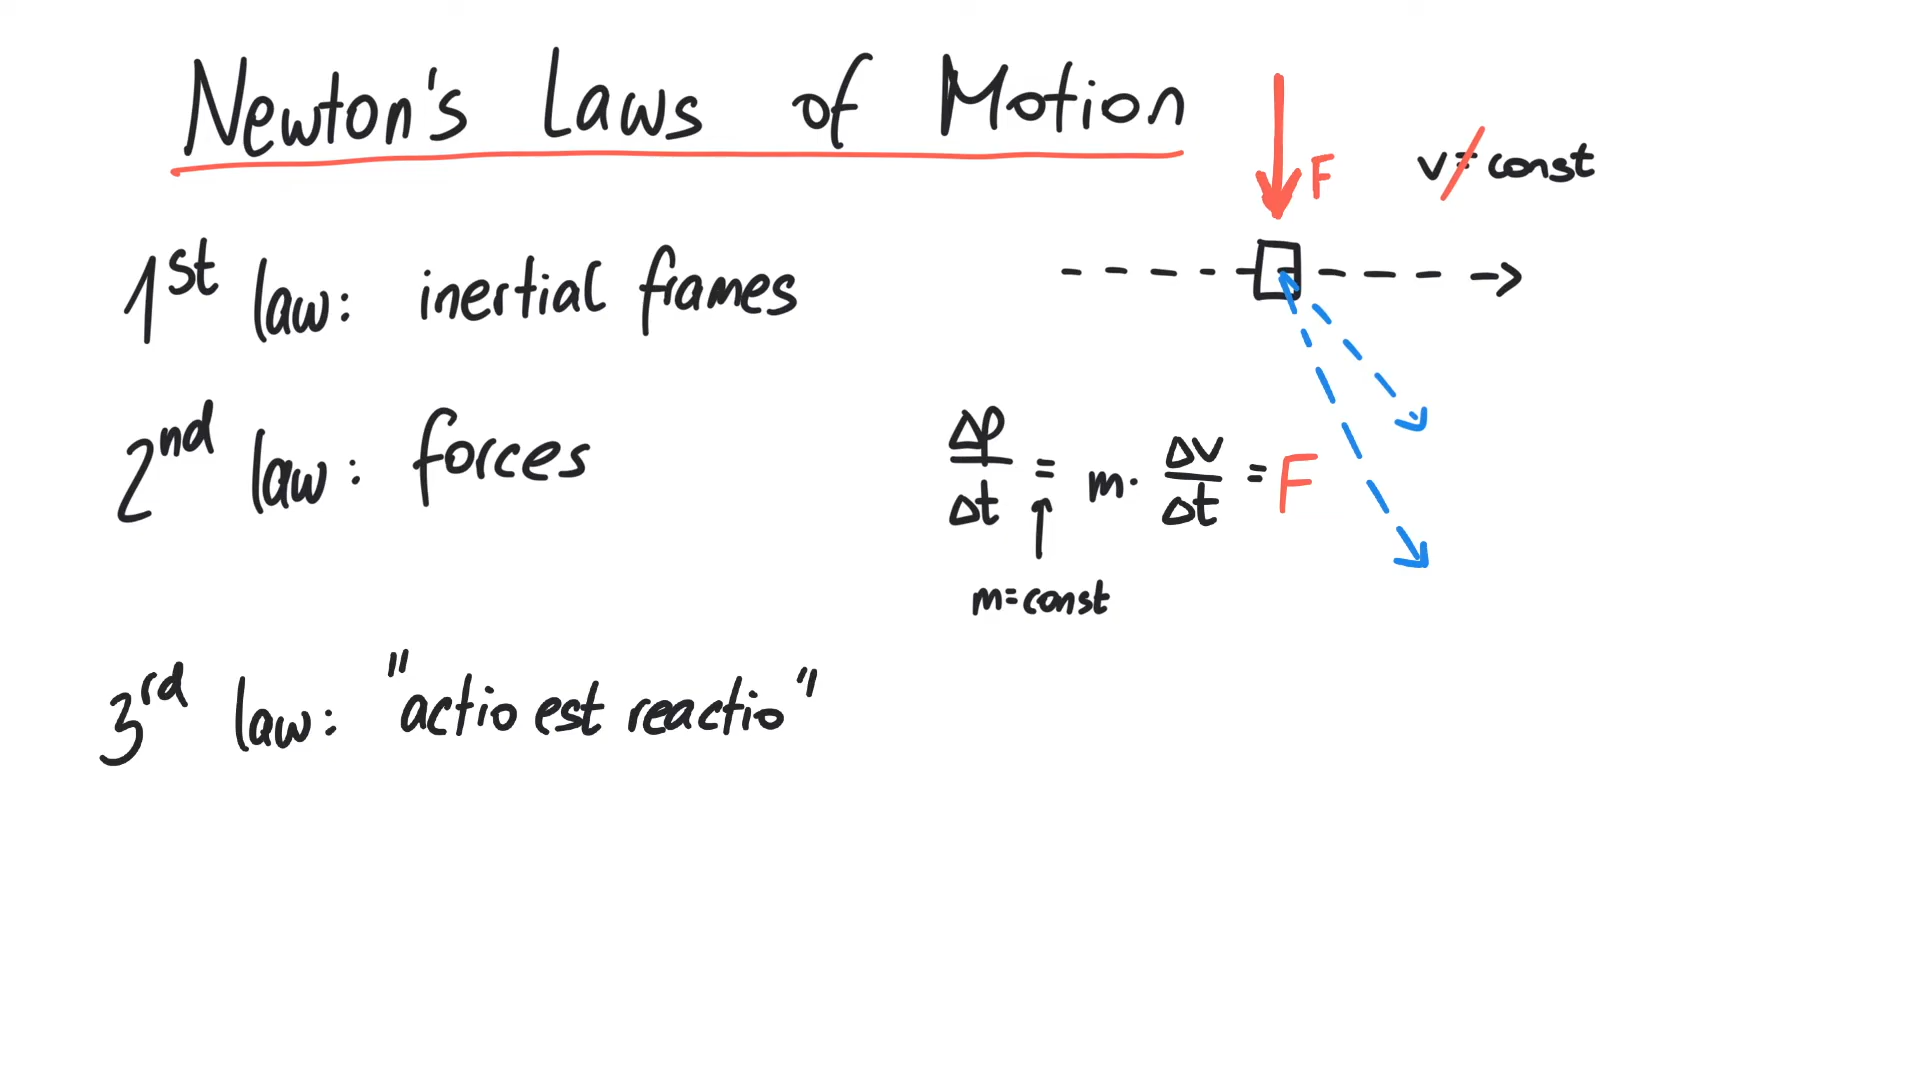 Newton's Laws of Motion
F
v ≠ const
1st law: inertial frames
2nd law: forces
Δp/Δt = m · Δv/Δt = F
m = const
3rd law: "actio est reactio"